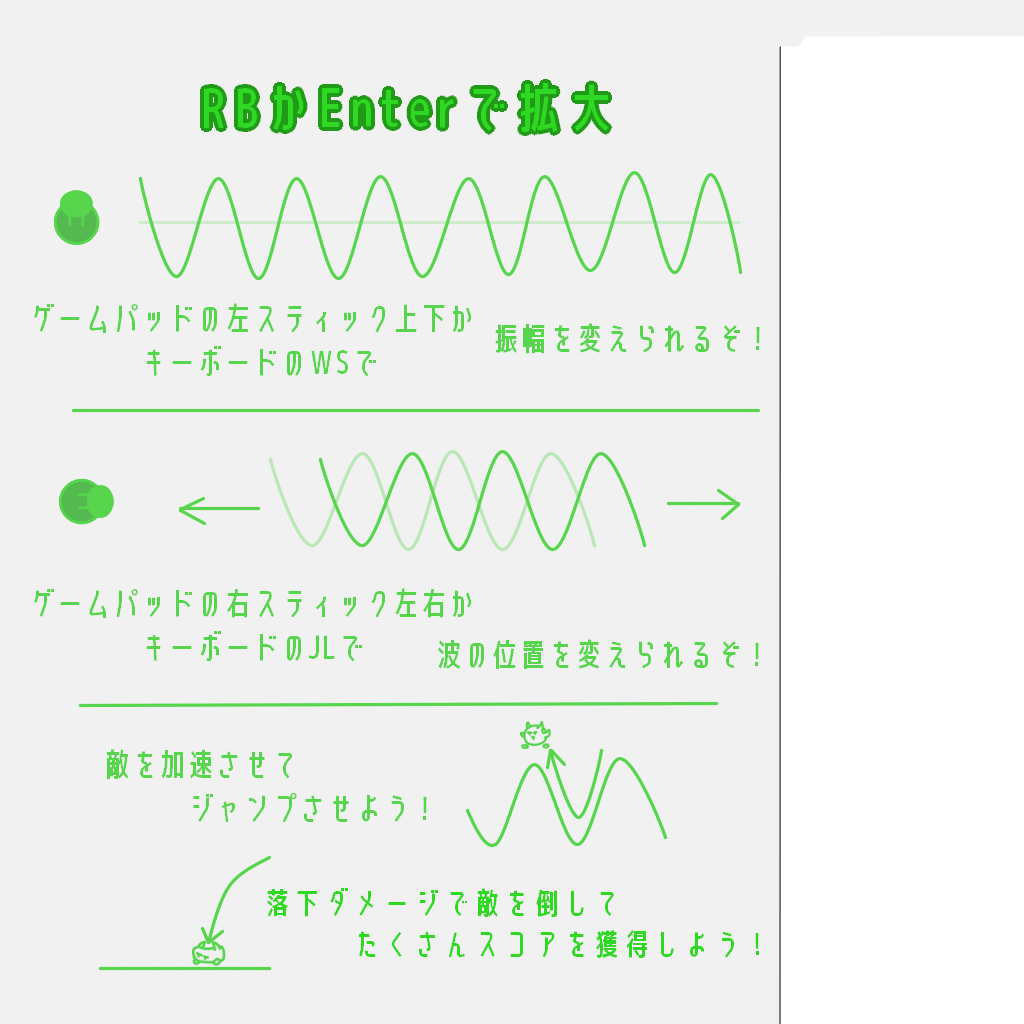 RBかEnterで拡大
ゲームパッドの左スティック上下か
キーボードのWSで
振幅を変えられるぞ！
ゲームパッドの右スティック左右か
キーボードのJLで
波の位置を変えられるぞ！
敵を加速させて
ジャンプさせよう！
落下ダメージで敵を倒して
たくさんスコアを獲得しよう！